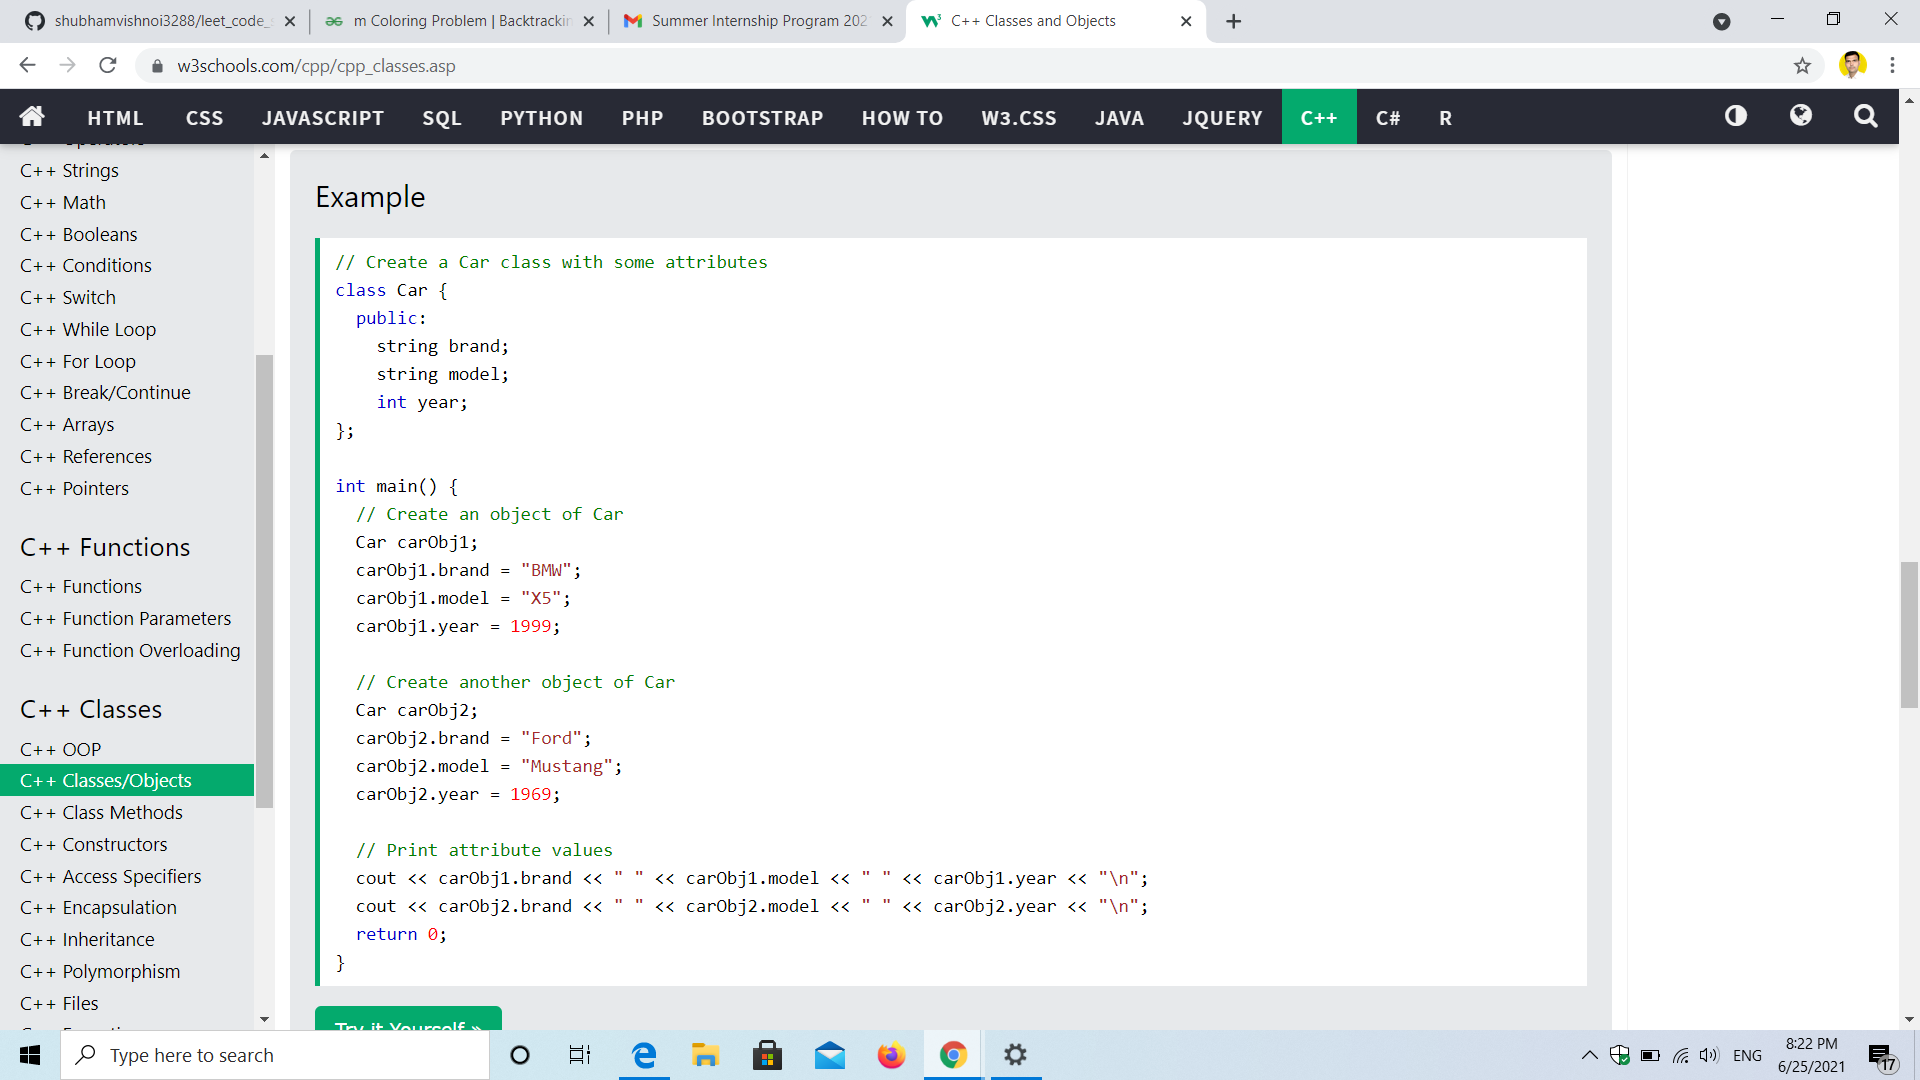 shubhamvishnoi3288/leet_code_
m Coloring Problem | Backtrackin
Summer Internship Program 202
C++ Classes and Objects
w3schools.com/cpp/cpp_classes.asp
HTML CSS JAVASCRIPT SQL PYTHON PHP BOOTSTRAP HOW TO W3.CSS JAVA JQUERY C++ C# R
C++ Operators
C++ Strings
C++ Math
C++ Booleans
C++ Conditions
C++ Switch
C++ While Loop
C++ For Loop
C++ Break/Continue
C++ Arrays
C++ References
C++ Pointers
C++ Functions
C++ Functions
C++ Function Parameters
C++ Function Overloading
C++ Classes
C++ OOP
C++ Classes/Objects
C++ Class Methods
C++ Constructors
C++ Access Specifiers
C++ Encapsulation
C++ Inheritance
C++ Polymorphism
C++ Files
Example
// Create a Car class with some attributes
class Car {
  public:
    string brand;
    string model;
    int year;
};
int main() {
  // Create an object of Car
  Car carObj1;
  carObj1.brand = "BMW";
  carObj1.model = "X5";
  carObj1.year = 1999;
  // Create another object of Car
  Car carObj2;
  carObj2.brand = "Ford";
  carObj2.model = "Mustang";
  carObj2.year = 1969;
  // Print attribute values
  cout << carObj1.brand << " " << carObj1.model << " " << carObj1.year << "\n";
  cout << carObj2.brand << " " << carObj2.model << " " << carObj2.year << "\n";
  return 0;
}
Try it Yourself »
Type here to search
ENG
8:22 PM
6/25/2021
17